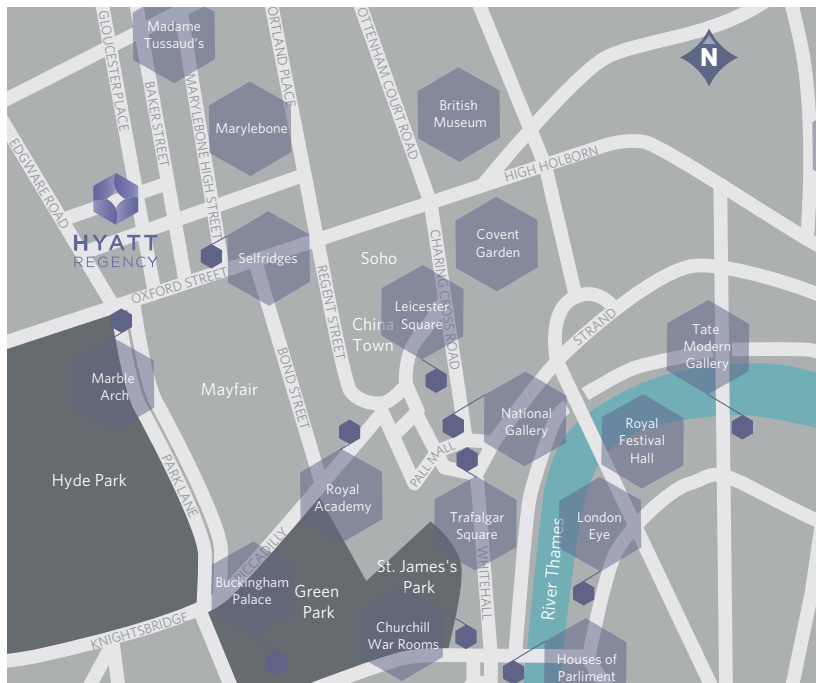 Madame
Tussaud's
GLOUCESTER PLACE
BAKER STREET
MARYLEBONE HIGH STREET
ORTLAND PLACE
OTTENHAM COURT ROAD
N
Marylebone
British
Museum
EDGWARE ROAD
HIGH HOLBORN
HYATT
REGENCY
Selfridges
Soho
Covent
Garden
OXFORD STREET
REGENT STREET
CHARING CROSS ROAD
Leicester
Square
China
Town
STRAND
Tate
Modern
Gallery
Marble
Arch
Mayfair
BOND STREET
National
Gallery
Royal
Festival
Hall
Hyde Park
PARK LANE
PALL MALL
Royal
Academy
Trafalgar
Square
London
Eye
PICCADILLY
WHITEHALL
River Thames
St. James's
Park
Buckingham
Palace
Green
Park
KNIGHTSBRIDGE
Churchill
War Rooms
Houses of
Parliment